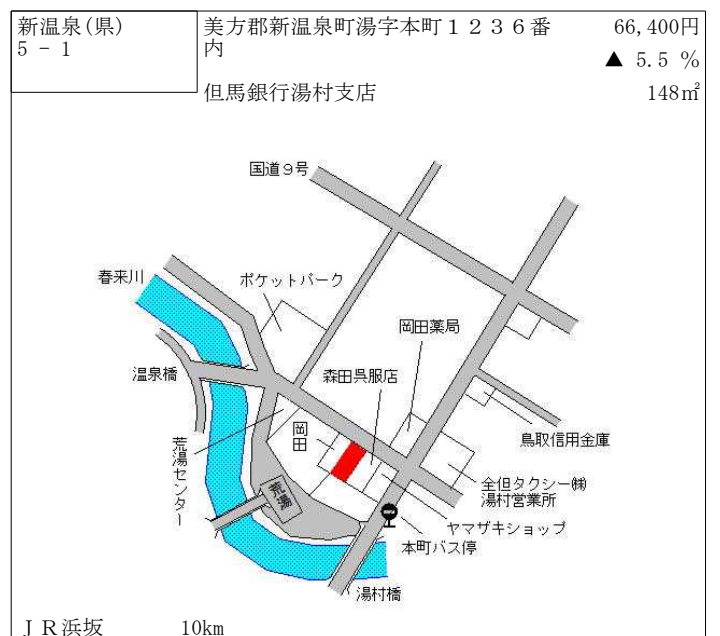 新温泉(県)
5 － 1
美方郡新温泉町湯字本町１２３６番
内
66,400円
▲ 5.5 %
但馬銀行湯村支店
148㎡
国道９号
春来川
ポケットパーク
岡田薬局
温泉橋
森田呉服店
岡田
鳥取信用金庫
荒湯センター
荒湯
全但タクシー㈱
湯村営業所
ヤマザキショップ
本町バス停
湯村橋
ＪＲ浜坂
10km